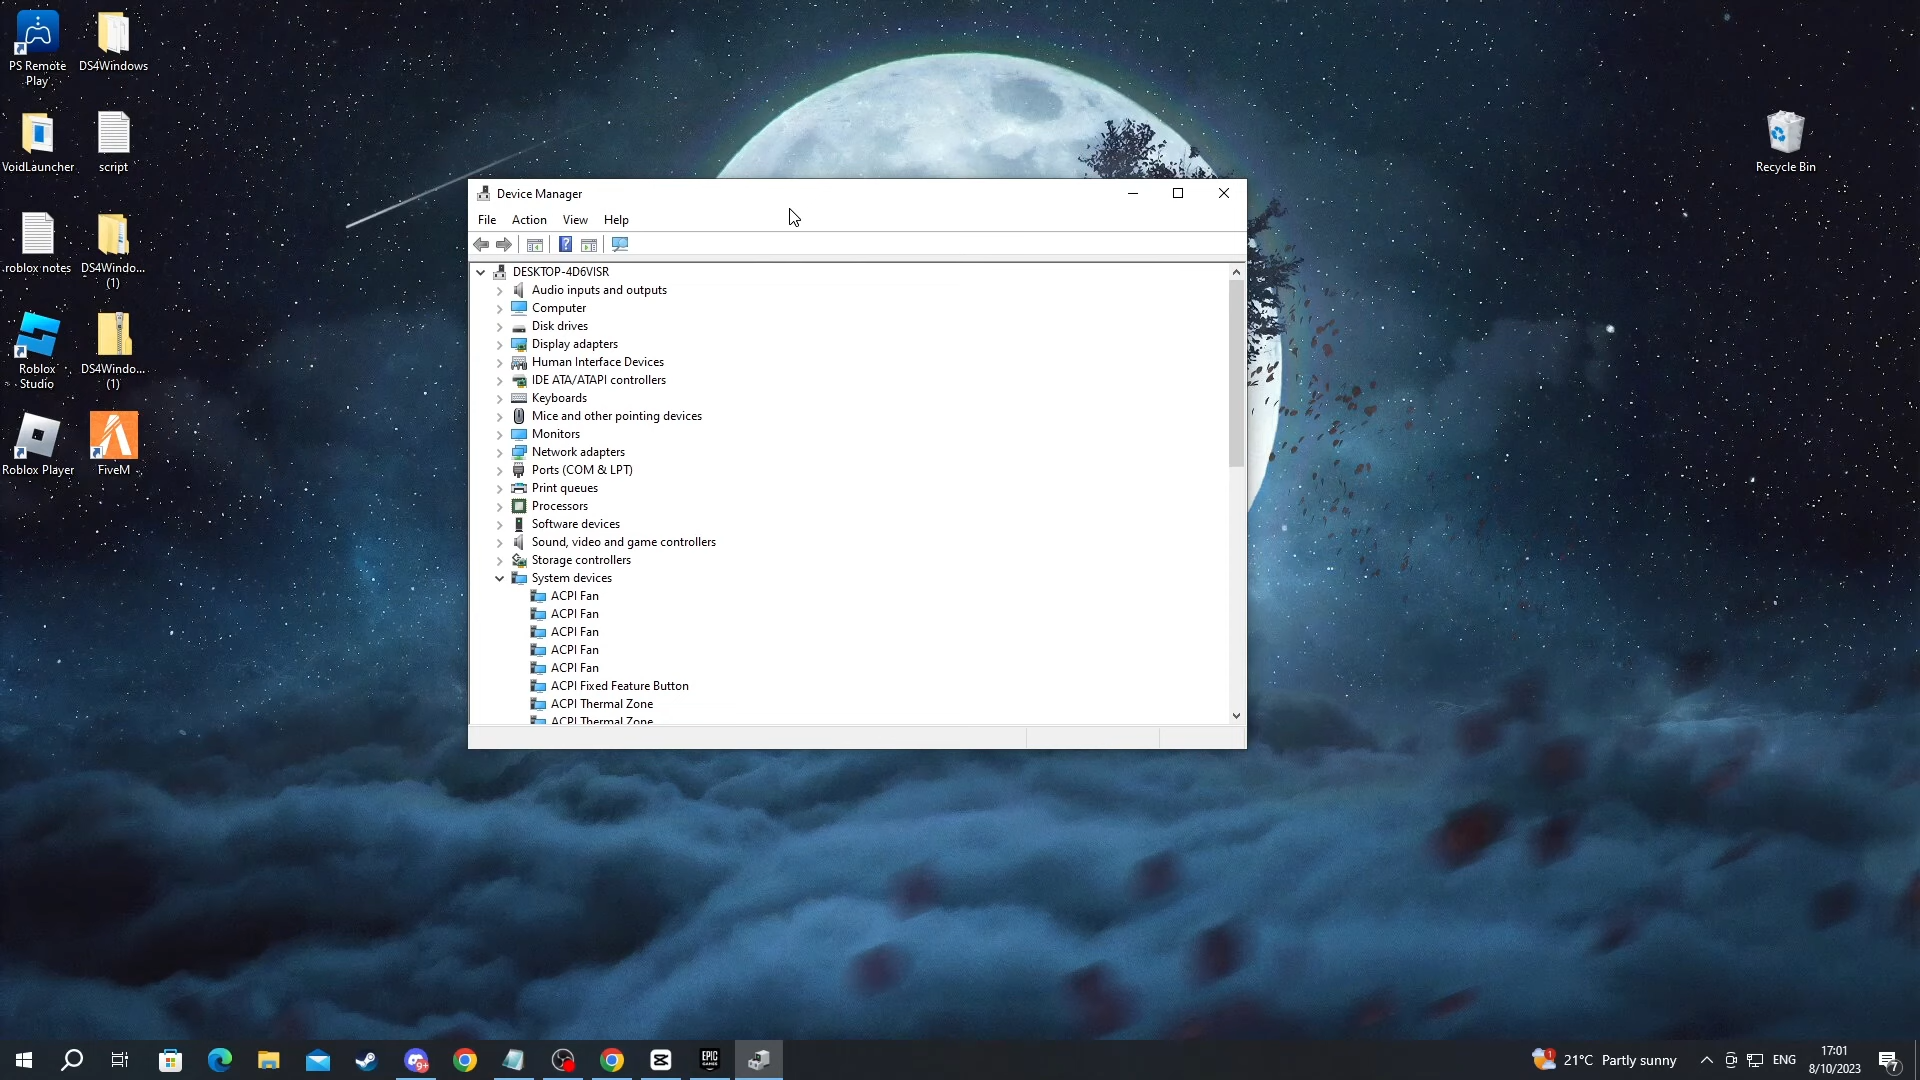 PS Remote
Play
DS4Windows
VoidLauncher
script
.roblox notes
DS4Windo...
(1)
Roblox
Studio
DS4Windo...
(1)
Roblox Player
FiveM
Recycle Bin
Device Manager
File Action View Help
DESKTOP-4D6VISR
Audio inputs and outputs
Computer
Disk drives
Display adapters
Human Interface Devices
IDE ATA/ATAPI controllers
Keyboards
Mice and other pointing devices
Monitors
Network adapters
Ports (COM & LPT)
Print queues
Processors
Software devices
Sound, video and game controllers
Storage controllers
System devices
ACPI Fan
ACPI Fan
ACPI Fan
ACPI Fan
ACPI Fan
ACPI Fixed Feature Button
ACPI Thermal Zone
ACPI Thermal Zone
9+
EPIC
GAMES
1
21°C Partly sunny
ENG
17:01
8/10/2023
7